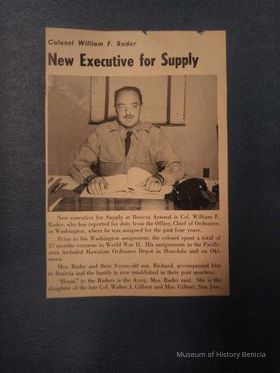 Colonel William F. Rader
New Executive for Supply
New executive for Supply at Benicia Arsenal is Col. William F.
Rader, who has reported for duty from the Office, Chief of Ordnance,
in Washington, where he was assigned for the past four years.
Prior to his Washington assignment, the colonel spent a total of
57 months overseas in World War II. His assignments in the Pacific
area included Hawaiian Ordnance Depot in Honolulu and on Oki-
nawa.
Mrs. Rader and their 9-year-old son, Richard, accompanied him
to Benicia and the family is now established in their post quarters.
"Home" to the Raders is the Army, Mrs. Rader said. She is the
daughter of the late Col. Walter J. Gilbert and Mrs. Gilbert, San Jose.
Museum of History Benicia